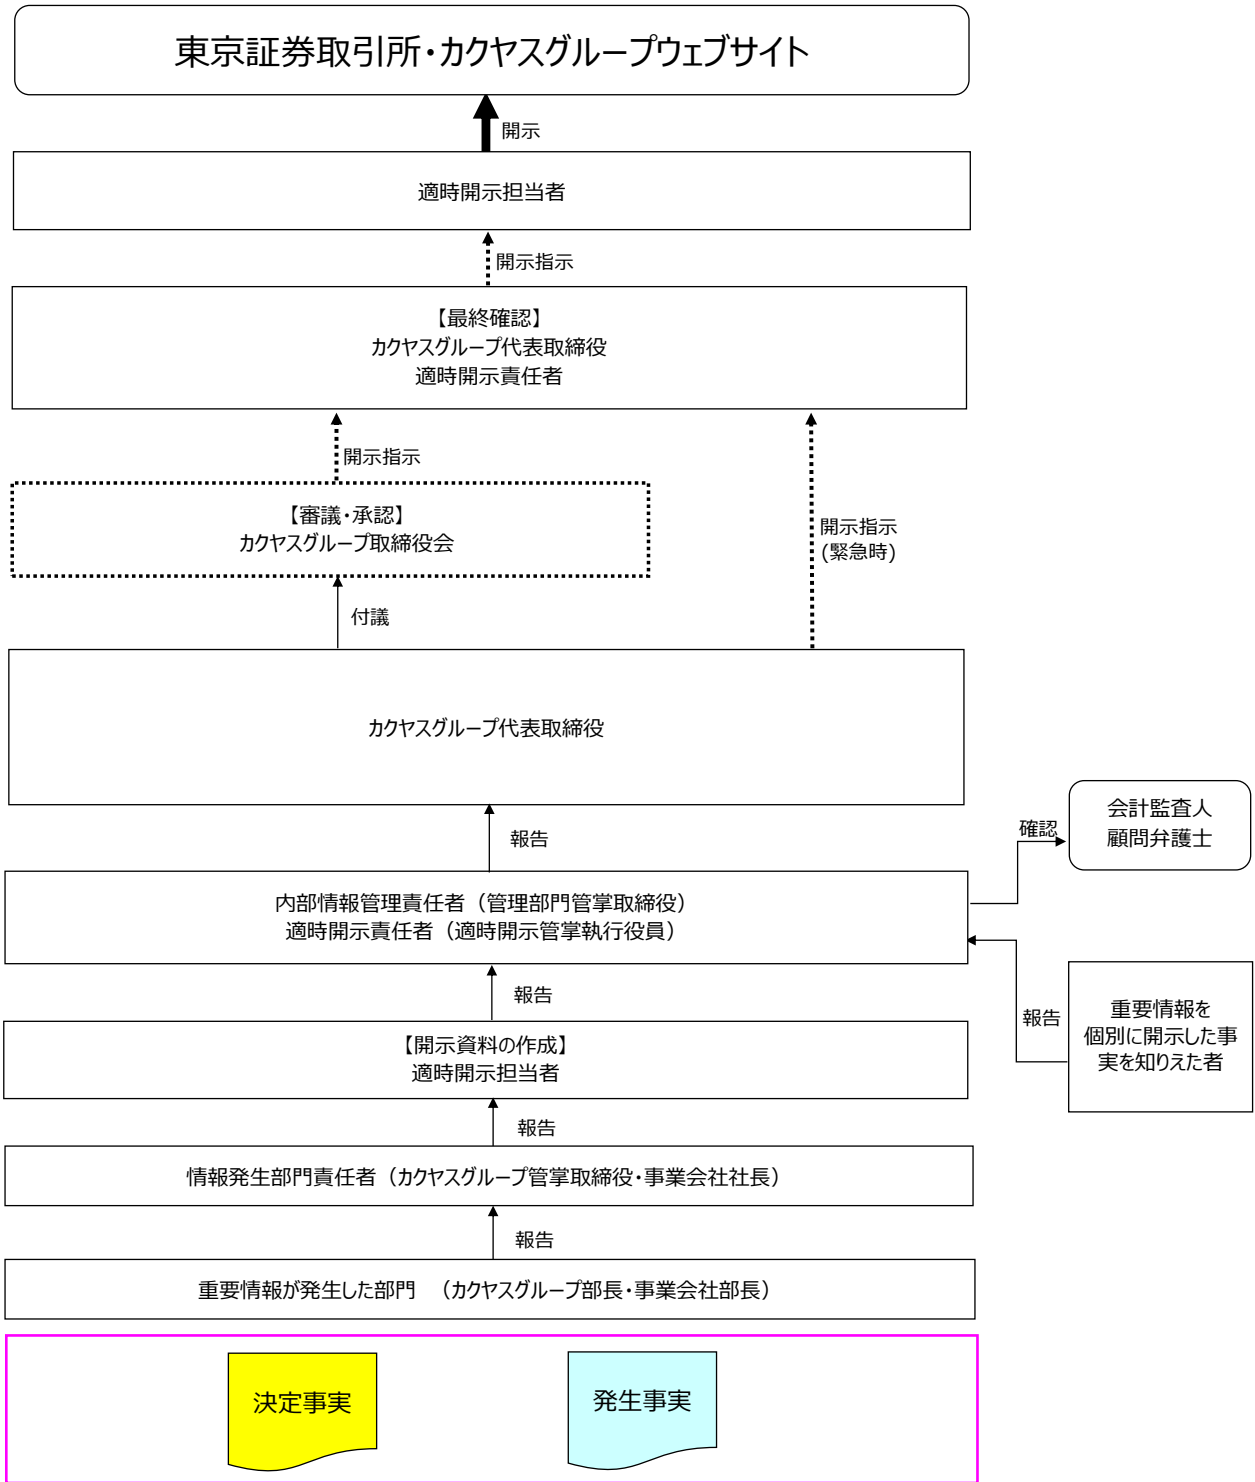 東京証券取引所・カクヤスグループウェブサイト
開示
適時開示担当者
開示指示
【最終確認】
カクヤスグループ代表取締役
適時開示責任者
開示指示
【審議・承認】
カクヤスグループ取締役会
開示指示
(緊急時)
付議
カクヤスグループ代表取締役
会計監査人
顧問弁護士
確認
報告
内部情報管理責任者（管理部門管掌取締役）
適時開示責任者（適時開示管掌執行役員）
報告
重要情報を
個別に開示した事
実を知りえた者
報告
【開示資料の作成】
適時開示担当者
報告
情報発生部門責任者（カクヤスグループ管掌取締役・事業会社社長）
報告
重要情報が発生した部門　（カクヤスグループ部長・事業会社部長）
決定事実
発生事実